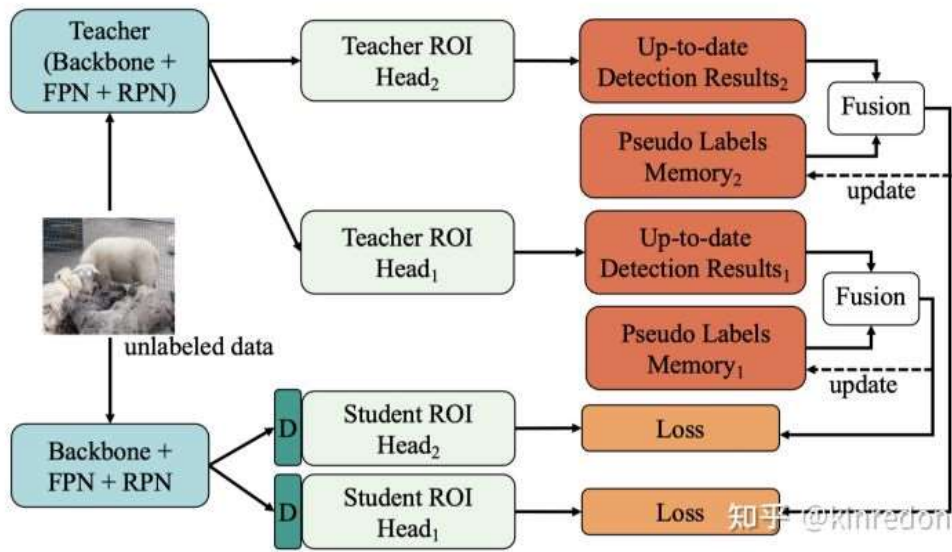 Teacher
(Backbone +
FPN + RPN)
Teacher ROI
Head₂
Up-to-date
Detection Results₂
Fusion
Pseudo Labels
Memory₂
update
Teacher ROI
Head₁
Up-to-date
Detection Results₁
Fusion
unlabeled data
Pseudo Labels
Memory₁
update
Backbone +
FPN + RPN
D
Student ROI
Head₂
Loss
D
Student ROI
Head₁
Loss
知乎 @kinredon